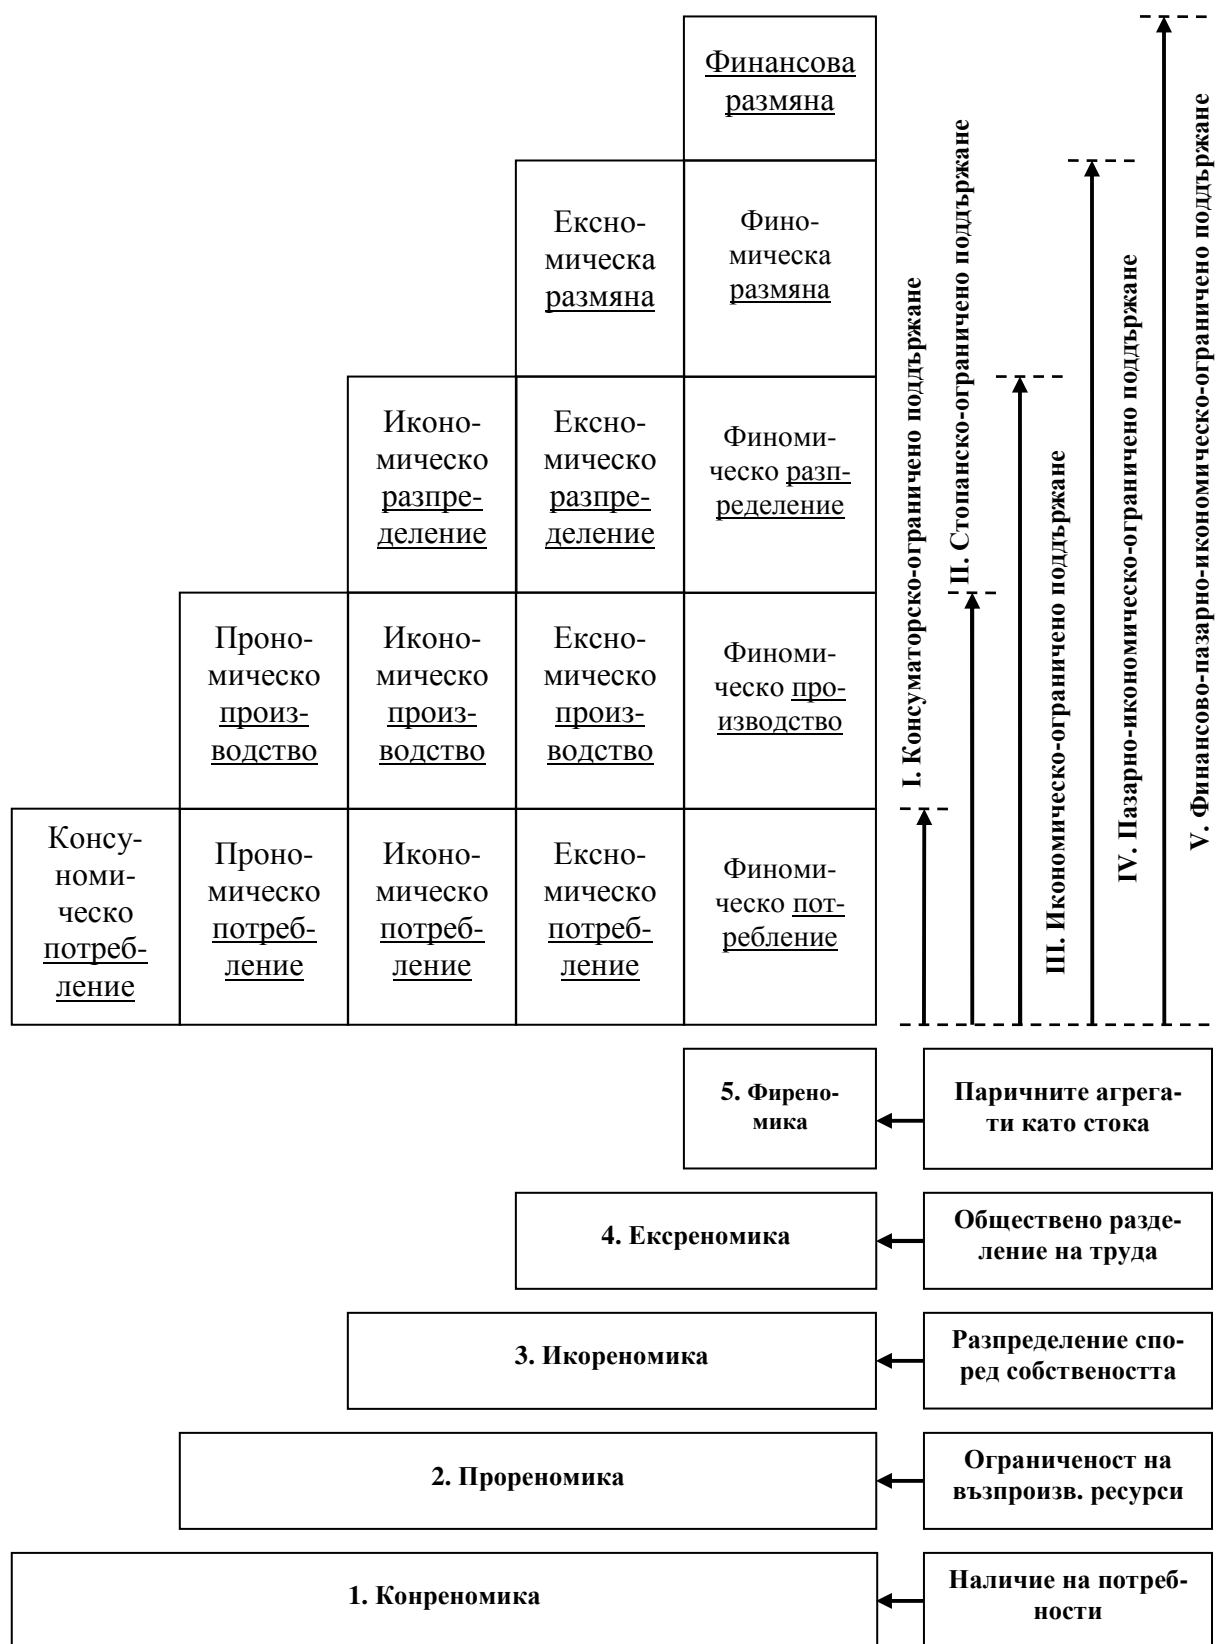 Финансова
размяна
Ексно-
мическа
размяна
Фино-
мическа
размяна
Иконо-
мическо
разпре-
деление
Ексно-
мическо
разпре-
деление
Финоми-
ческо разп-
ределение
Проно-
мическо
произ-
водство
Иконо-
мическо
произ-
водство
Ексно-
мическо
произ-
водство
Финоми-
ческо про-
изводство
Консу-
номи-
ческо
потреб-
ление
Проно-
мическо
потреб-
ление
Иконо-
мическо
потреб-
ление
Ексно-
мическо
потреб-
ление
Финоми-
ческо пот-
ребление
I. Консуматорско-ограничено поддържане
II. Стопанско-ограничено поддържане
III. Икономическо-ограничено поддържане
IV. Пазарно-икономическо-ограничено поддържане
V. Финансово-пазарно-икономическо-ограничено поддържане
5. Фирено-
мика
Паричните агрега-
ти като стока
4. Ексреномика
Обществено разде-
ление на труда
3. Икореномика
Разпределение спо-
ред собствеността
2. Прореномика
Ограниченост на
възпроизв. ресурси
1. Конреномика
Наличие на потреб-
ности